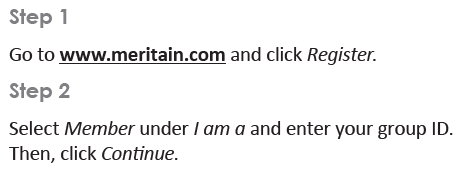 Step 1
Go to www.meritain.com and click Register.
Step 2
Select Member under I am a and enter your group ID.
Then, click Continue.